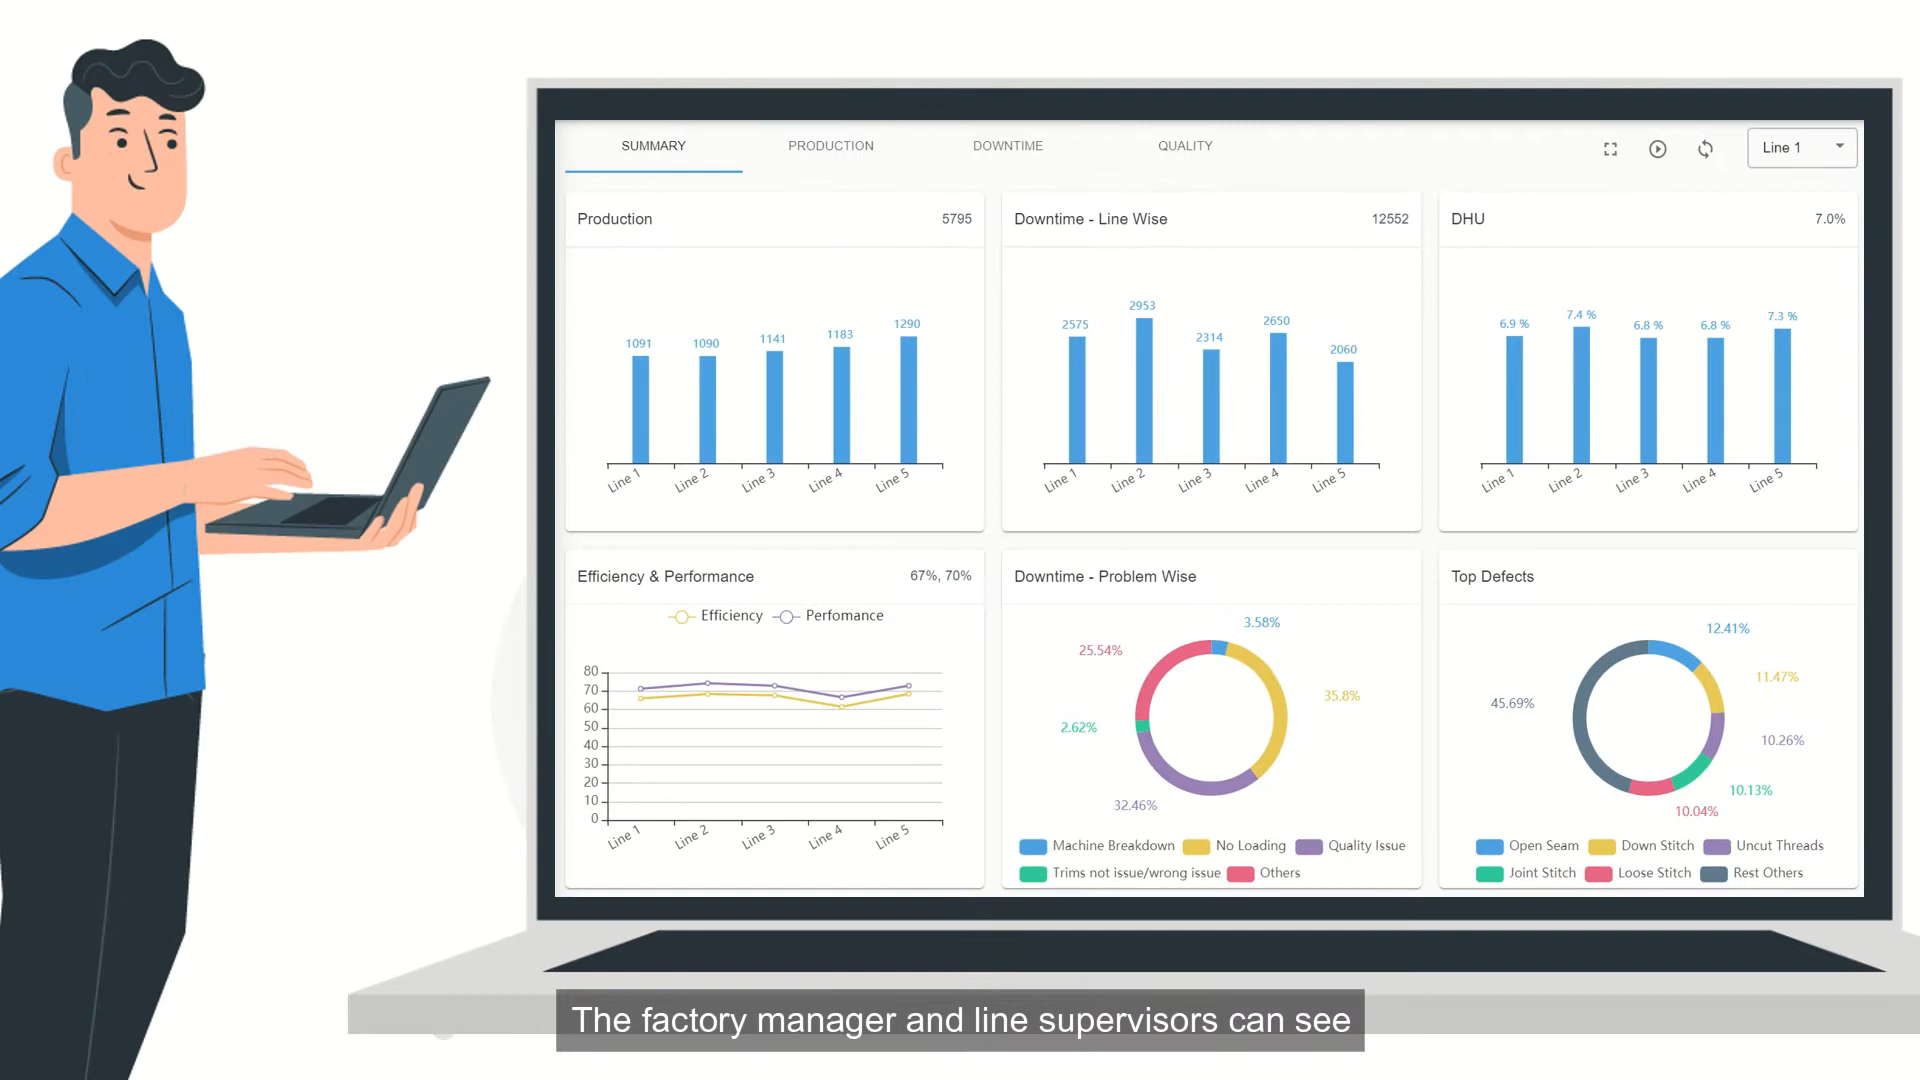 SUMMARY PRODUCTION DOWNTIME QUALITY Line 1
Production 5795
1091 1090 1141 1183 1290
Line 1 Line 2 Line 3 Line 4 Line 5
Downtime - Line Wise 12552
2575 2953 2314 2650 2060
Line 1 Line 2 Line 3 Line 4 Line 5
DHU 7.0%
6.9 % 7.4 % 6.8 % 6.8 % 7.3 %
Line 1 Line 2 Line 3 Line 4 Line 5
Efficiency & Performance 67%, 70%
Efficiency Perfomance
80
70
60
50
40
30
20
10
0
Line 1 Line 2 Line 3 Line 4 Line 5
Downtime - Problem Wise
3.58%
25.54%
35.8%
2.62%
32.46%
Machine Breakdown No Loading Quality Issue
Trims not issue/wrong issue Others
Top Defects
12.41%
11.47%
45.69%
10.26%
10.13%
10.04%
Open Seam Down Stitch Uncut Threads
Joint Stitch Loose Stitch Rest Others
The factory manager and line supervisors can see